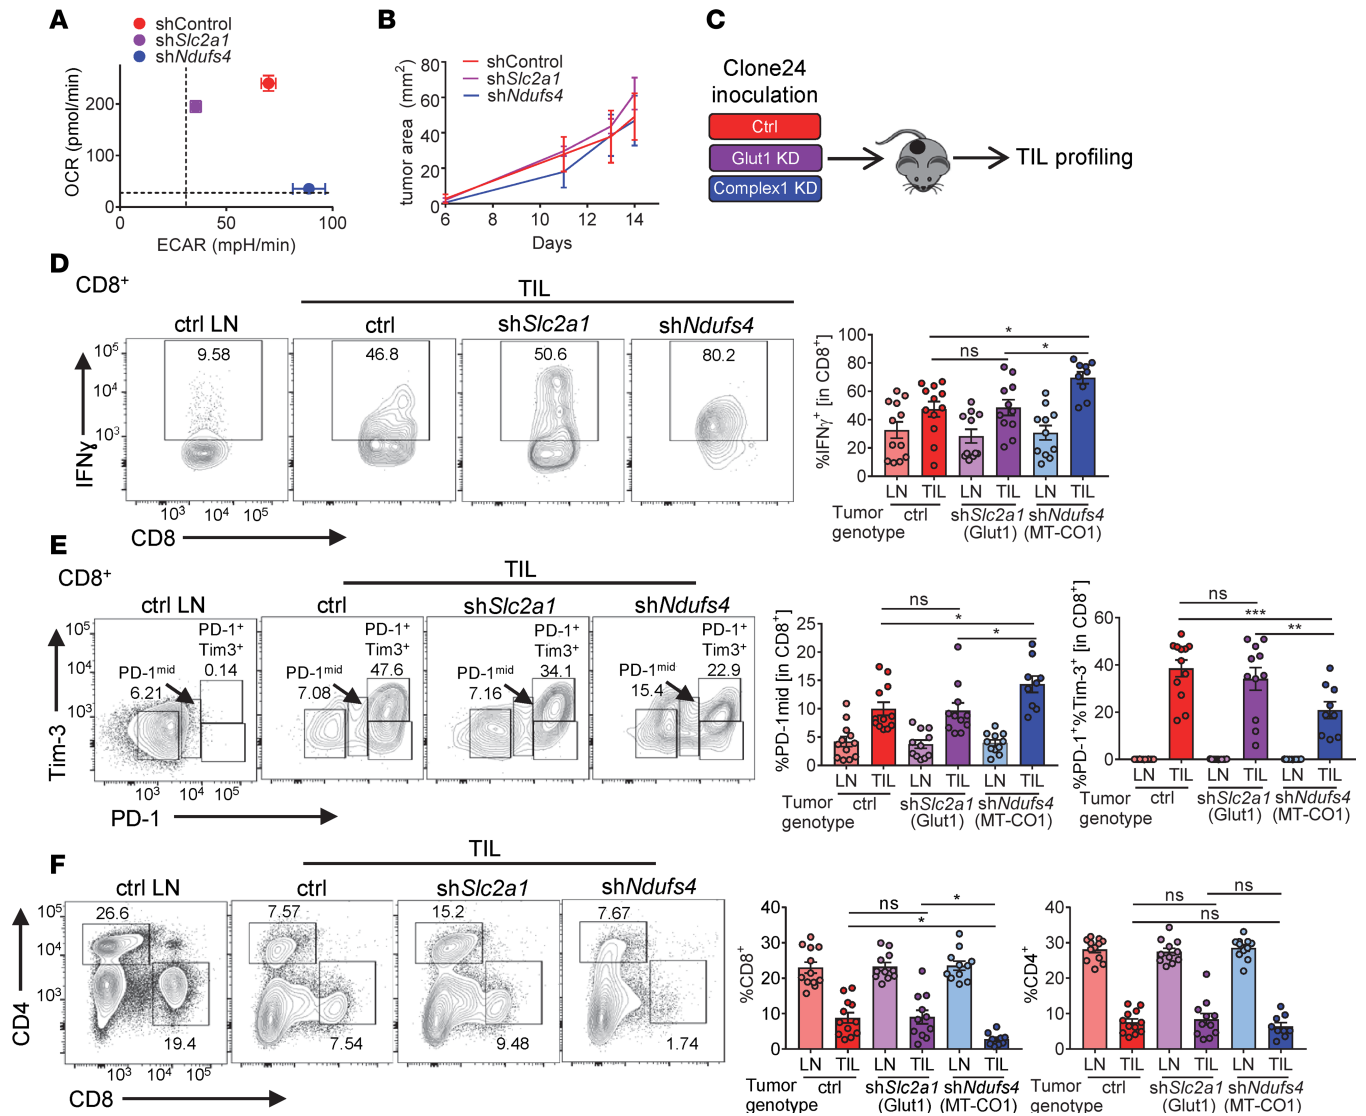 A
shControl
shSlc2a1
shNdufs4
OCR (pmol/min)
200
100
0
0
50
100
ECAR (mpH/min)
B
shControl
shSlc2a1
shNdufs4
tumor area (mm²)
80
60
40
20
0
6
8
10
12
14
Days
C
Clone24
inoculation
Ctrl
Glut1 KD
Complex1 KD
TIL profiling
D
CD8⁺
TIL
ctrl LN
ctrl
shSlc2a1
shNdufs4
9.58
46.8
50.6
80.2
10⁵
10⁴
10³
IFNγ
10³ 10⁴ 10⁵
CD8
%IFNγ⁺ [in CD8⁺]
100
80
60
40
20
0
*
ns
*
LN TIL LN TIL LN TIL
Tumor
genotype
ctrl
shSlc2a1
(Glut1)
shNdufs4
(MT-CO1)
E
CD8⁺
TIL
ctrl LN
ctrl
shSlc2a1
shNdufs4
PD-1⁺
Tim3⁺
0.14
PD-1ᵐⁱᵈ
6.21
PD-1⁺
Tim3⁺
47.6
PD-1ᵐⁱᵈ
7.08
PD-1⁺
Tim3⁺
34.1
PD-1ᵐⁱᵈ
7.16
PD-1⁺
Tim3⁺
22.9
PD-1ᵐⁱᵈ
15.4
10⁵
10⁴
10³
Tim-3
10³ 10⁴ 10⁵
PD-1
%PD-1mid [in CD8⁺]
25
20
15
10
5
0
ns
*
*
LN TIL LN TIL LN TIL
Tumor
genotype
ctrl
shSlc2a1
(Glut1)
shNdufs4
(MT-CO1)
%PD-1⁺%Tim-3⁺ [in CD8⁺]
60
40
20
0
ns
***
**
LN TIL LN TIL LN TIL
Tumor
genotype
ctrl
shSlc2a1
(Glut1)
shNdufs4
(MT-CO1)
F
TIL
ctrl LN
ctrl
shSlc2a1
shNdufs4
26.6
19.4
7.57
7.54
15.2
9.48
7.67
1.74
10⁵
10⁴
10³
CD4
10³ 10⁴ 10⁵
CD8
%CD8⁺
40
30
20
10
0
ns
*
*
LN TIL LN TIL LN TIL
Tumor
genotype
ctrl
shSlc2a1
(Glut1)
shNdufs4
(MT-CO1)
%CD4⁺
40
30
20
10
0
ns
ns
ns
LN TIL LN TIL LN TIL
Tumor
genotype
ctrl
shSlc2a1
(Glut1)
shNdufs4
(MT-CO1)